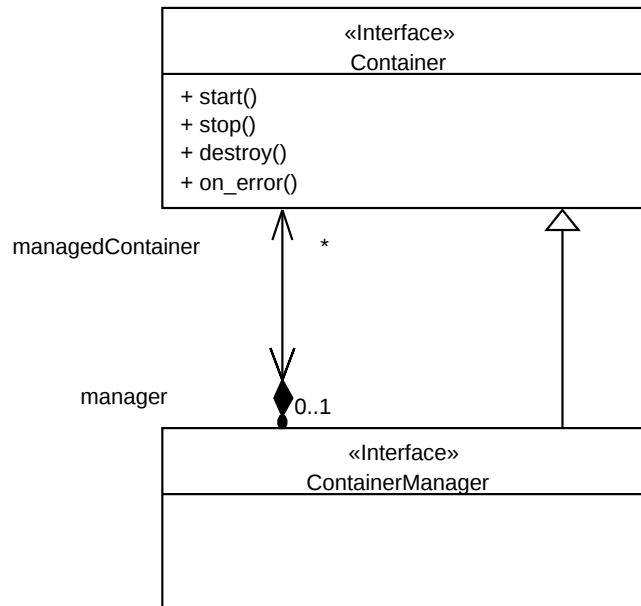 «Interface»
Container
+ start()
+ stop()
+ destroy()
+ on_error()
managedContainer
*
manager
0..1
«Interface»
ContainerManager